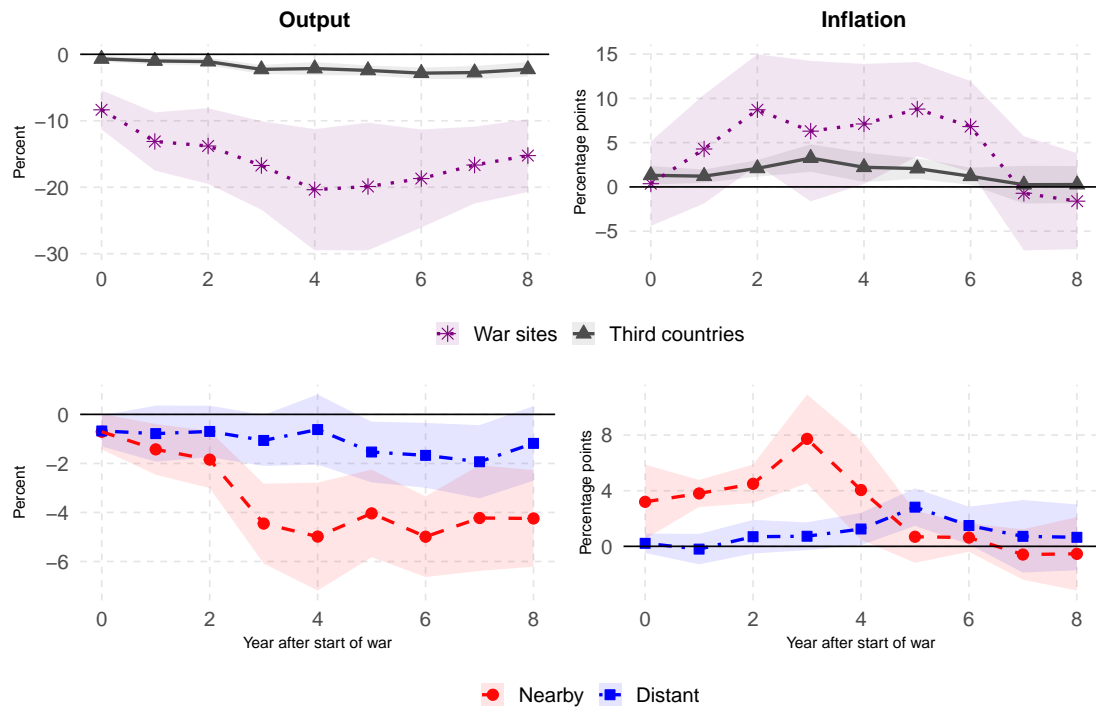 Output
Inflation
Percent
0
−10
−20
−30
0 2 4 6 8
Percentage points
15
10
5
0
−5
0 2 4 6 8
War sites Third countries
Percent
0
−2
−4
−6
0 2 4 6 8
Year after start of war
Percentage points
8
4
0
0 2 4 6 8
Year after start of war
Nearby Distant